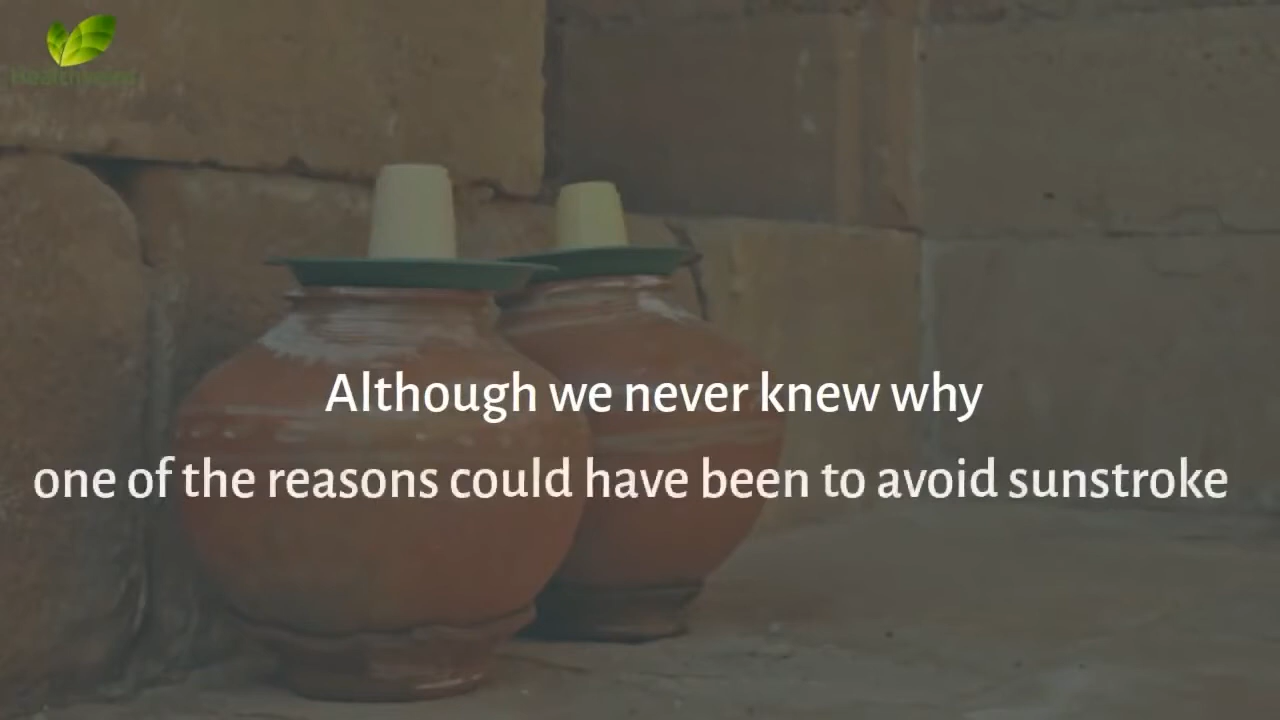 Although we never knew why
one of the reasons could have been to avoid sunstroke